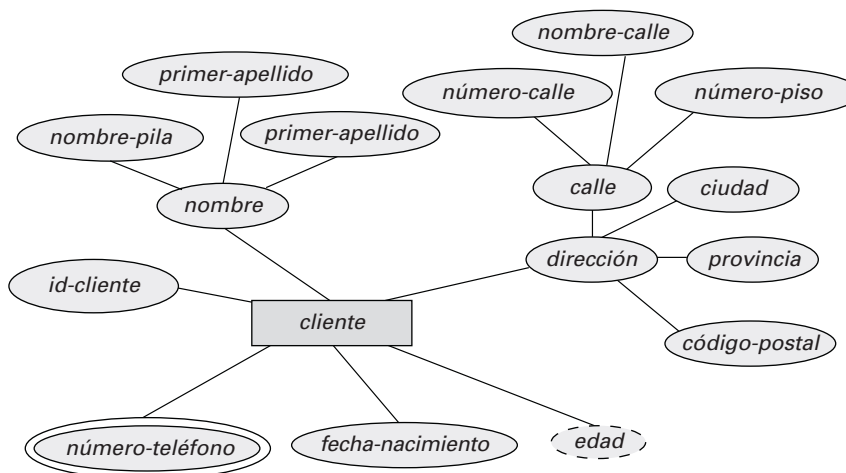 nombre-calle
primer-apellido
número-calle
número-piso
nombre-pila
primer-apellido
calle
ciudad
nombre
dirección
provincia
id-cliente
cliente
código-postal
número-teléfono
fecha-nacimiento
edad